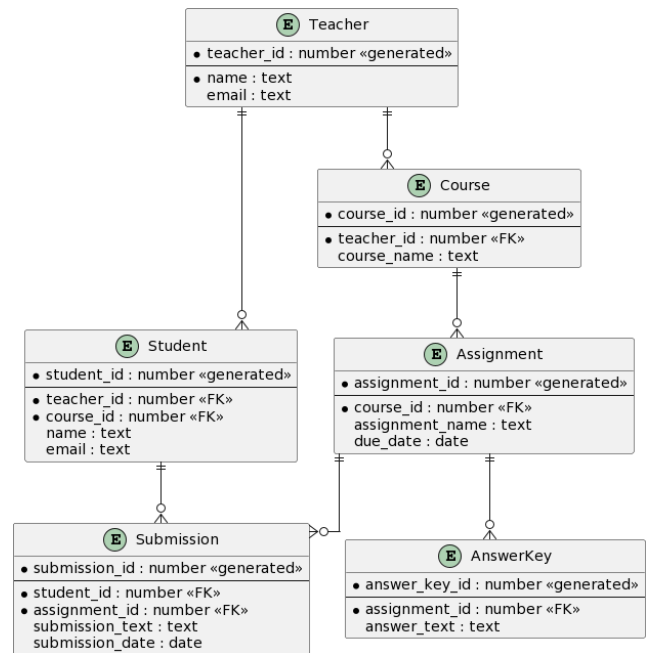 E Teacher
• teacher_id : number «generated»
• name : text
email : text
E Course
• course_id : number «generated»
• teacher_id : number «FK»
course_name : text
E Student
• student_id : number «generated»
• teacher_id : number «FK»
• course_id : number «FK»
name : text
email : text
E Assignment
• assignment_id : number «generated»
• course_id : number «FK»
assignment_name : text
due_date : date
E Submission
• submission_id : number «generated»
• student_id : number «FK»
• assignment_id : number «FK»
submission_text : text
submission_date : date
E AnswerKey
• answer_key_id : number «generated»
• assignment_id : number «FK»
answer_text : text